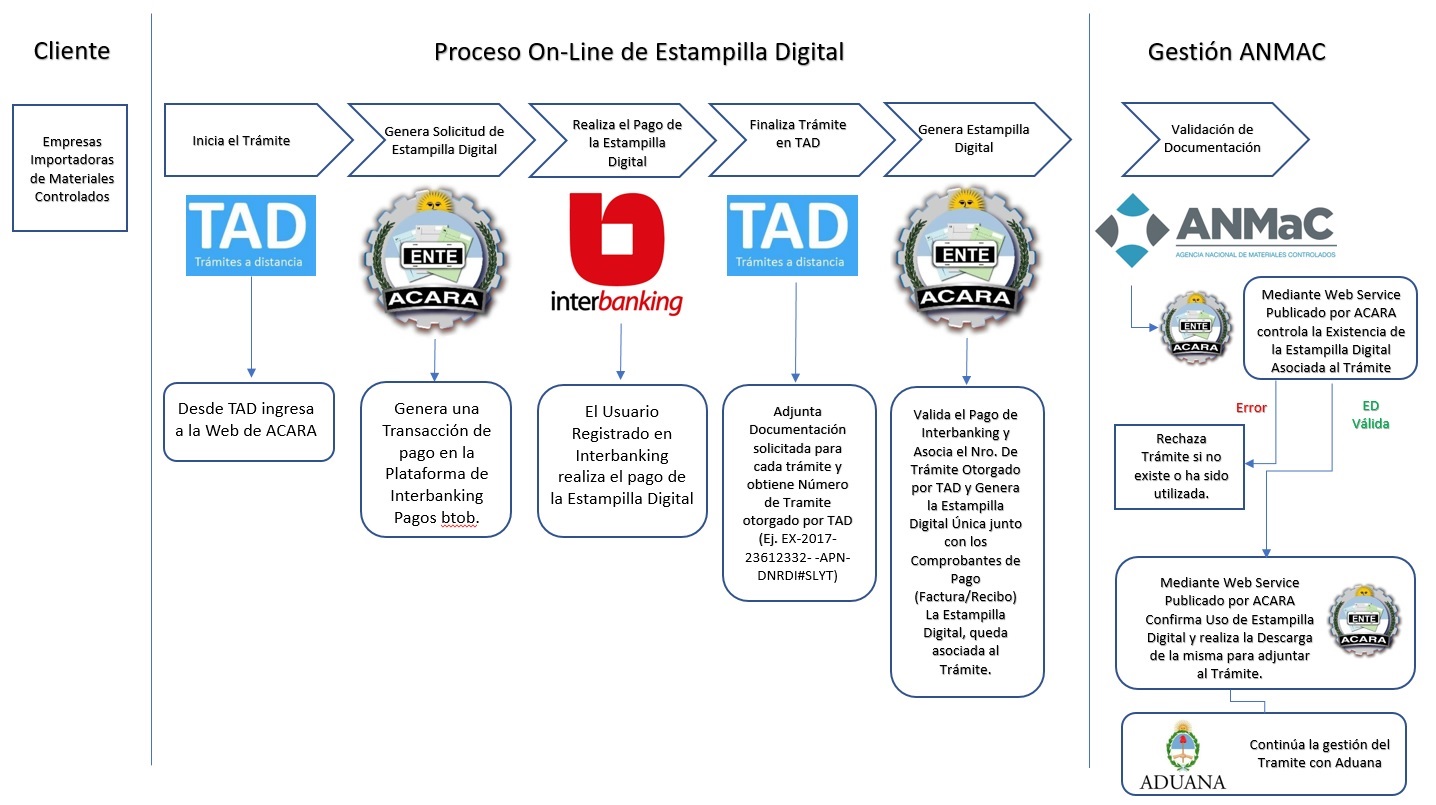 Cliente
Proceso On-Line de Estampilla Digital
Gestión ANMAC
Empresas
Importadoras
de Materiales
Controlados
Inicia el Trámite
Genera Solicitud de
Estampilla Digital
Realiza el Pago de
la Estampilla
Digital
Finaliza Trámite
en TAD
Genera Estampilla
Digital
Validación de
Documentación
TAD
Trámites a distancia
ENTE
ACARA
interbanking
TAD
Trámites a distancia
ENTE
ACARA
ANMaC
AGENCIA NACIONAL DE MATERIALES CONTROLADOS
Desde TAD ingresa
a la Web de ACARA
Genera una
Transacción de
pago en la
Plataforma de
Interbanking
Pagos btob.
El Usuario
Registrado en
Interbanking
realiza el pago de
la Estampilla Digital
Adjunta
Documentación
solicitada para
cada trámite y
obtiene Número
de Tramite
otorgado por TAD
(Ej. EX-2017-
23612332- -APN-
DNRDI#SLYT)
Valida el Pago de
Interbanking y
Asocia el Nro. De
Trámite Otorgado
por TAD y Genera
la Estampilla
Digital Única junto
con los
Comprobantes de
Pago
(Factura/Recibo)
La Estampilla
Digital, queda
asociada al
Trámite.
ENTE
ACARA
Mediante Web Service
Publicado por ACARA
controla la Existencia de
la Estampilla Digital
Asociada al Trámite
Error
ED
Válida
Rechaza
Trámite si no
existe o ha sido
utilizada.
Mediante Web Service
Publicado por ACARA
Confirma Uso de Estampilla
Digital y realiza la Descarga
de la misma para adjuntar
al Trámite.
ENTE
ACARA
ADUANA
Continúa la gestión del
Tramite con Aduana